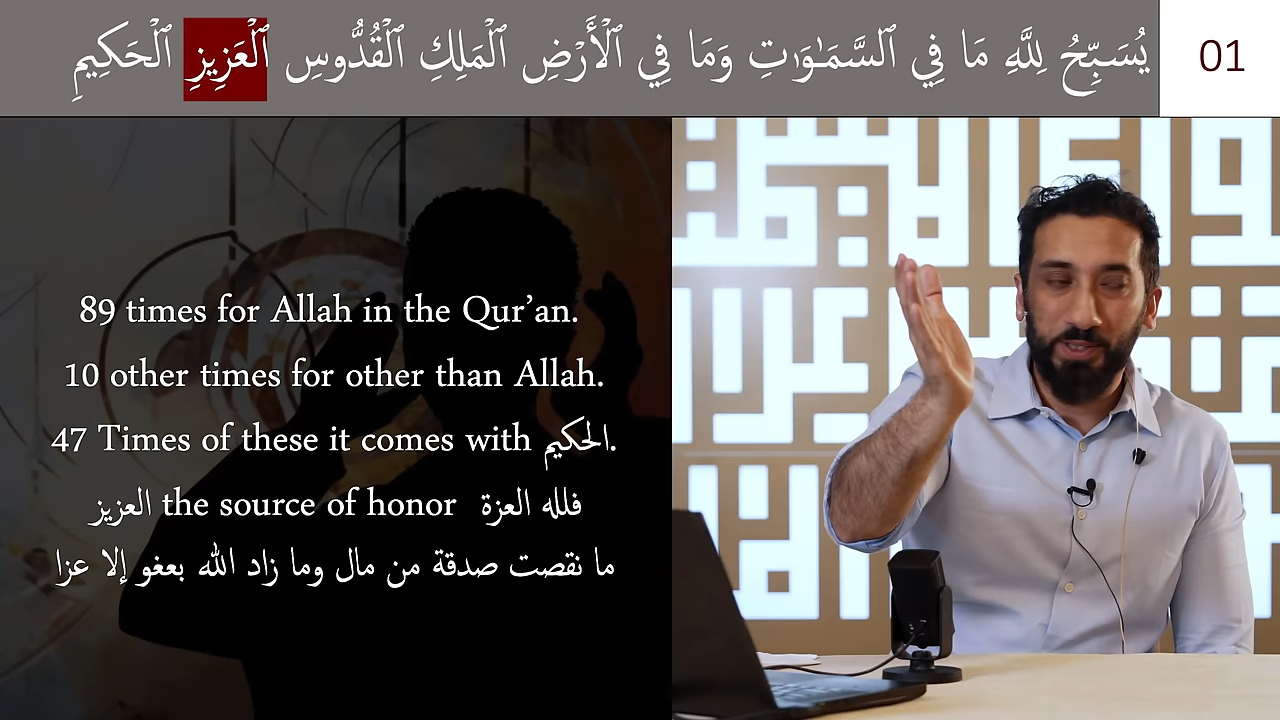 يُسَبِّحُ لِلَّهِ مَا فِي ٱلسَّمَـٰوَٰتِ وَمَا فِي ٱلْأَرْضِ ٱلْمَلِكِ ٱلْقُدُّوسِ ٱلْعَزِيزِ ٱلْحَكِيمِ
01
89 times for Allah in the Qur’an.
10 other times for other than Allah.
47 Times of these it comes with الحكيم.
العزيز the source of honor فلله العزة
ما نقصت صدقة من مال وما زاد الله بعفو إلا عزا